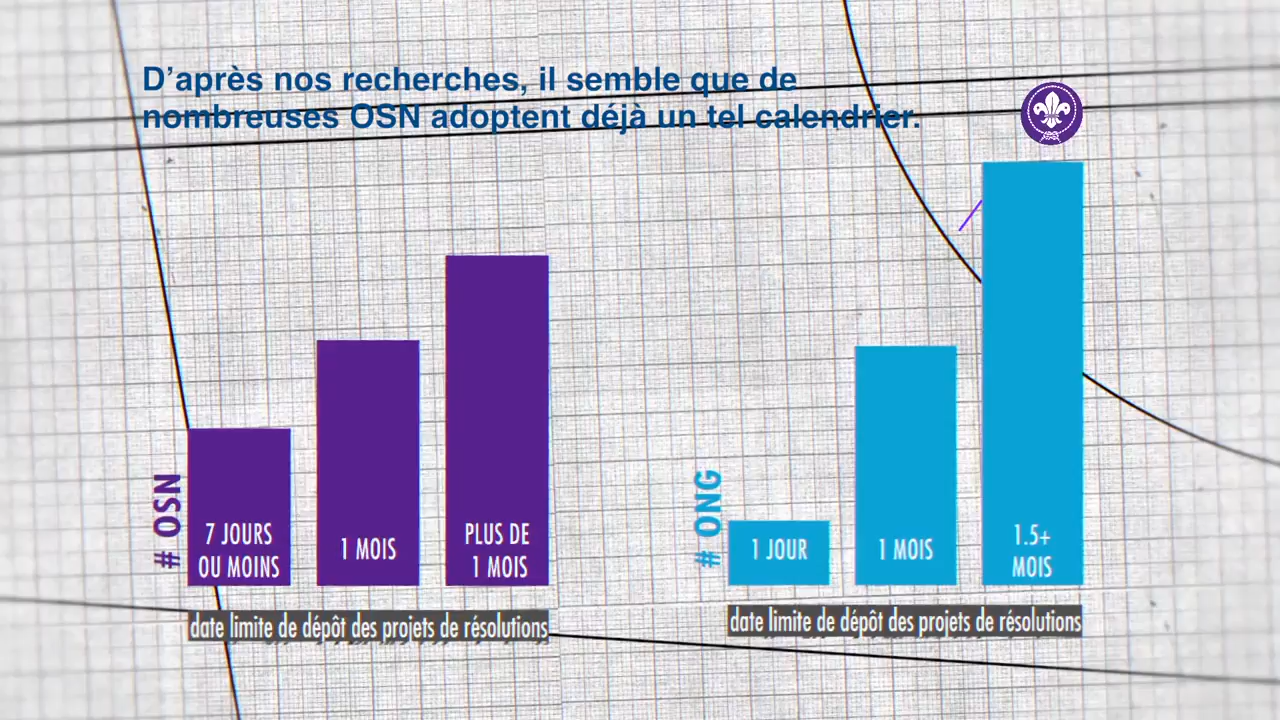 D’après nos recherches, il semble que de
nombreuses OSN adoptent déjà un tel calendrier.
# OSN
7 JOURS
OU MOINS
1 MOIS
PLUS DE
1 MOIS
date limite de dépôt des projets de résolutions
# ONG
1 JOUR
1 MOIS
1.5+
MOIS
date limite de dépôt des projets de résolutions